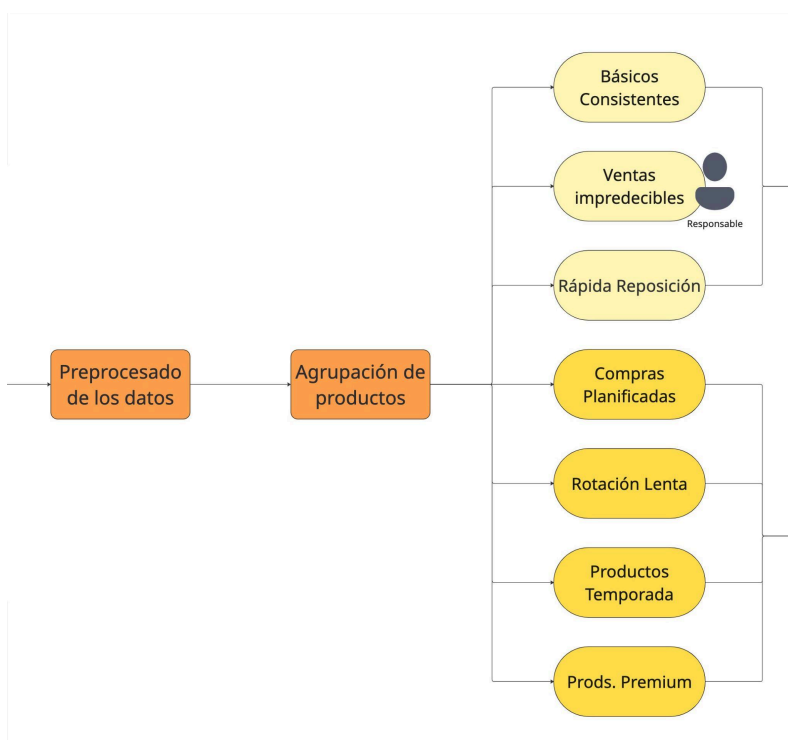 Básicos
Consistentes
Ventas
impredecibles
Responsable
Rápida Reposición
Preprocesado
de los datos
Agrupación de
productos
Compras
Planificadas
Rotación Lenta
Productos
Temporada
Prods. Premium